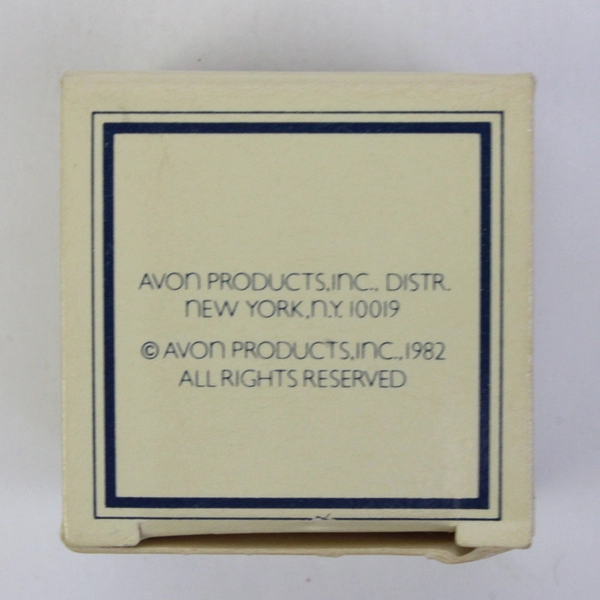 AVON PRODUCTS,INC., DISTR.
NEW YORK,N.Y. 10019
© AVON PRODUCTS,INC.,1982
ALL RIGHTS RESERVED